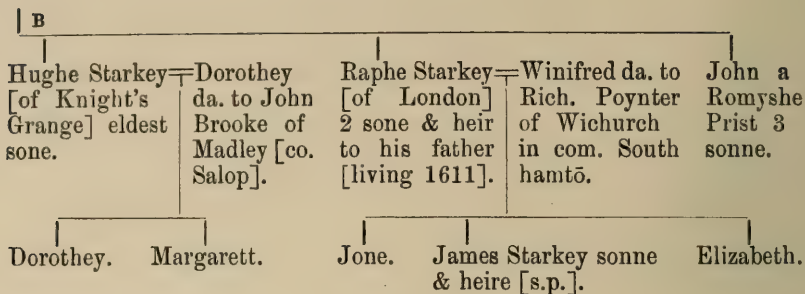 B
Hughe Starkey=Dorothey
[of Knight's
Grange] eldest
sone.
da. to John
Brooke of
Madley [co.
Salop].
Raphe Starkey=Winifred da. to
[of London]
2 sone & heir
to his father
[living 1611].
Rich. Poynter
of Wichurch
in com. South
hamtō.
John a
Romyshe
Prist 3
sonne.
Dorothey. Margarett.
Jone. James Starkey sonne
& heire [s.p.].
Elizabeth.